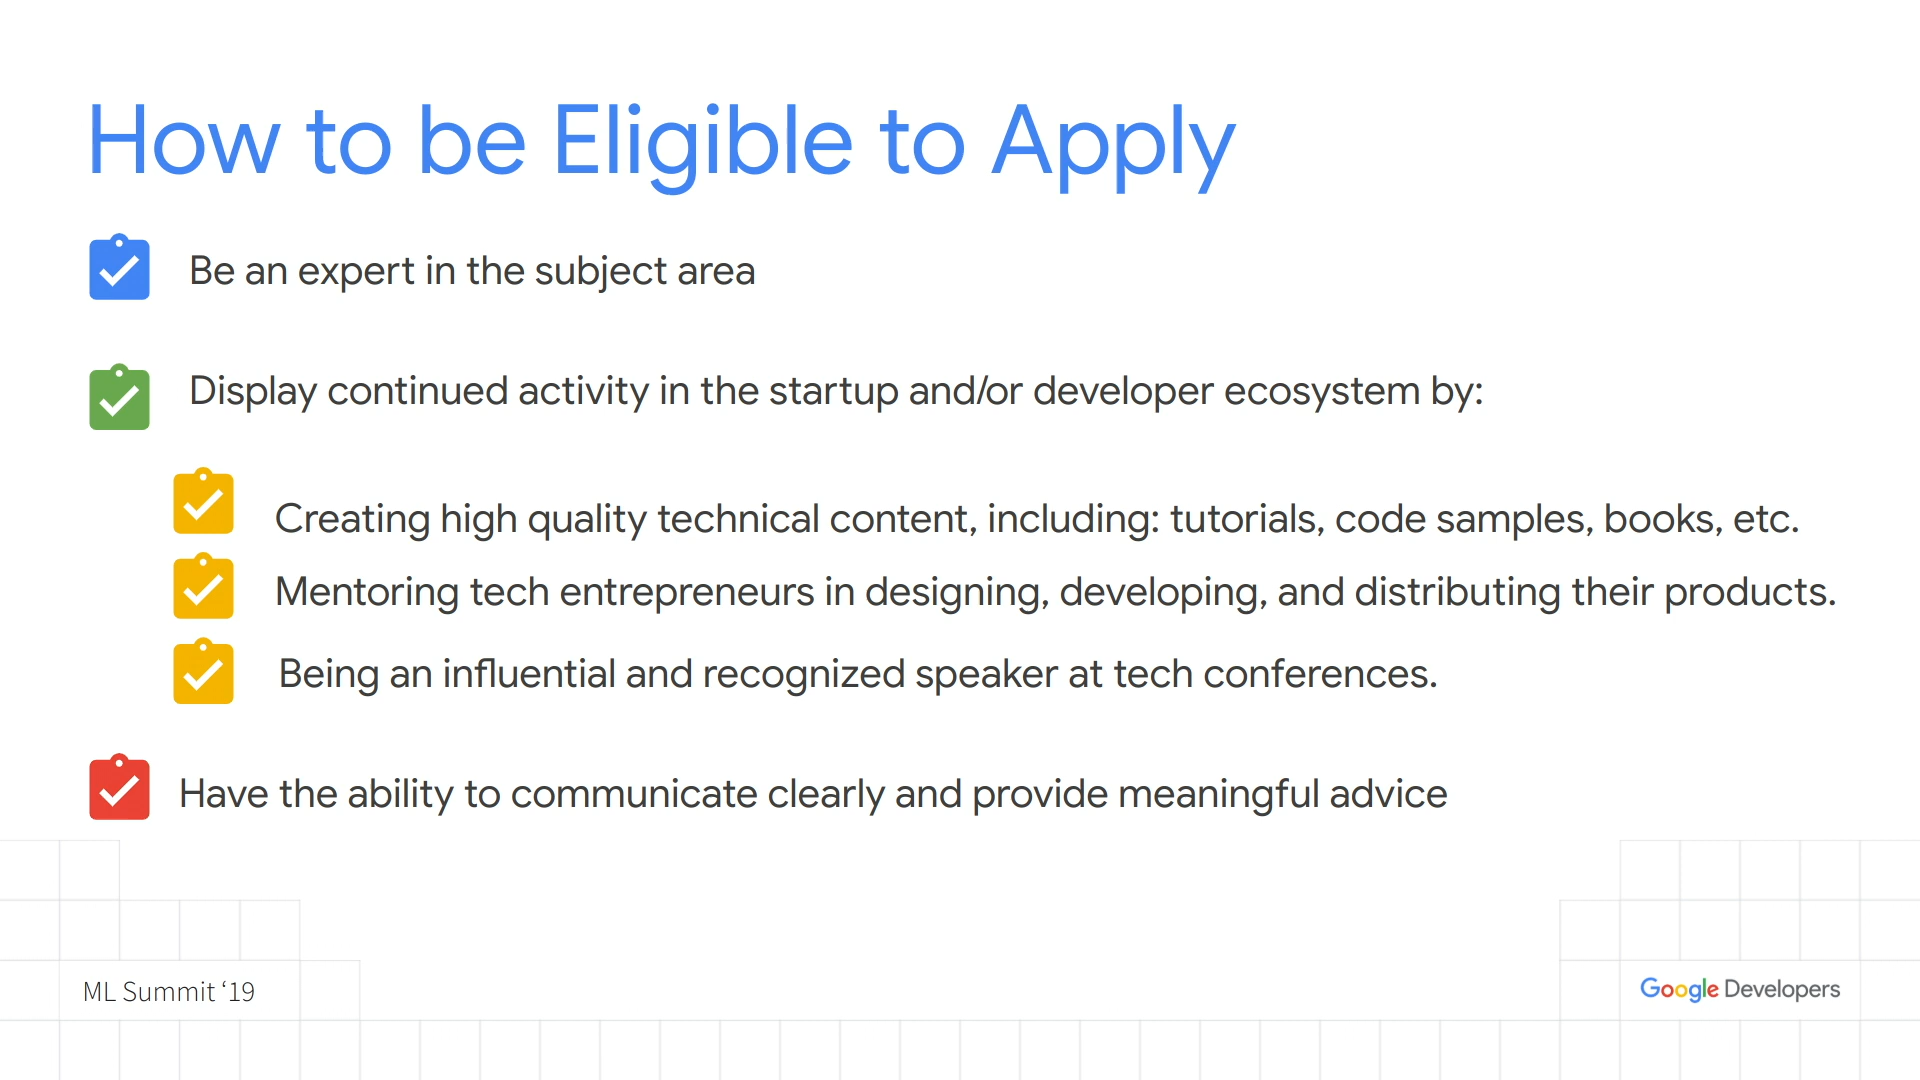 How to be Eligible to Apply
Be an expert in the subject area
Display continued activity in the startup and/or developer ecosystem by:
Creating high quality technical content, including: tutorials, code samples, books, etc.
Mentoring tech entrepreneurs in designing, developing, and distributing their products.
Being an influential and recognized speaker at tech conferences.
Have the ability to communicate clearly and provide meaningful advice
ML Summit ‘19
Google Developers